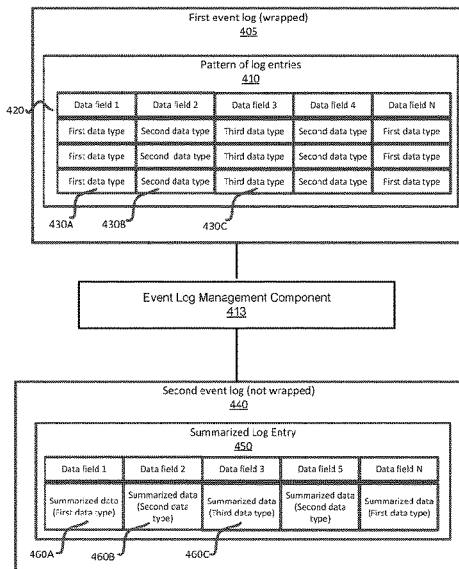 First event log (wrapped)
405
Pattern of log entries
410
420
Data field 1 Data field 2 Data field 3 Data field 4 Data field N
First data type Second data type Third data type Second data type First data type
First data type Second data type Third data type Second data type First data type
First data type Second data type Third data type Second data type First data type
430A 430B 430C
Event Log Management Component
413
Second event log (not wrapped)
440
Summarized Log Entry
450
Data field 1 Data field 2 Data field 3 Data field 5 Data field N
Summarized data Summarized data Summarized data Summarized data Summarized data
(First data type) (Second data (Third data type) (Second data (First data type)
type) type)
460A 460B 460C